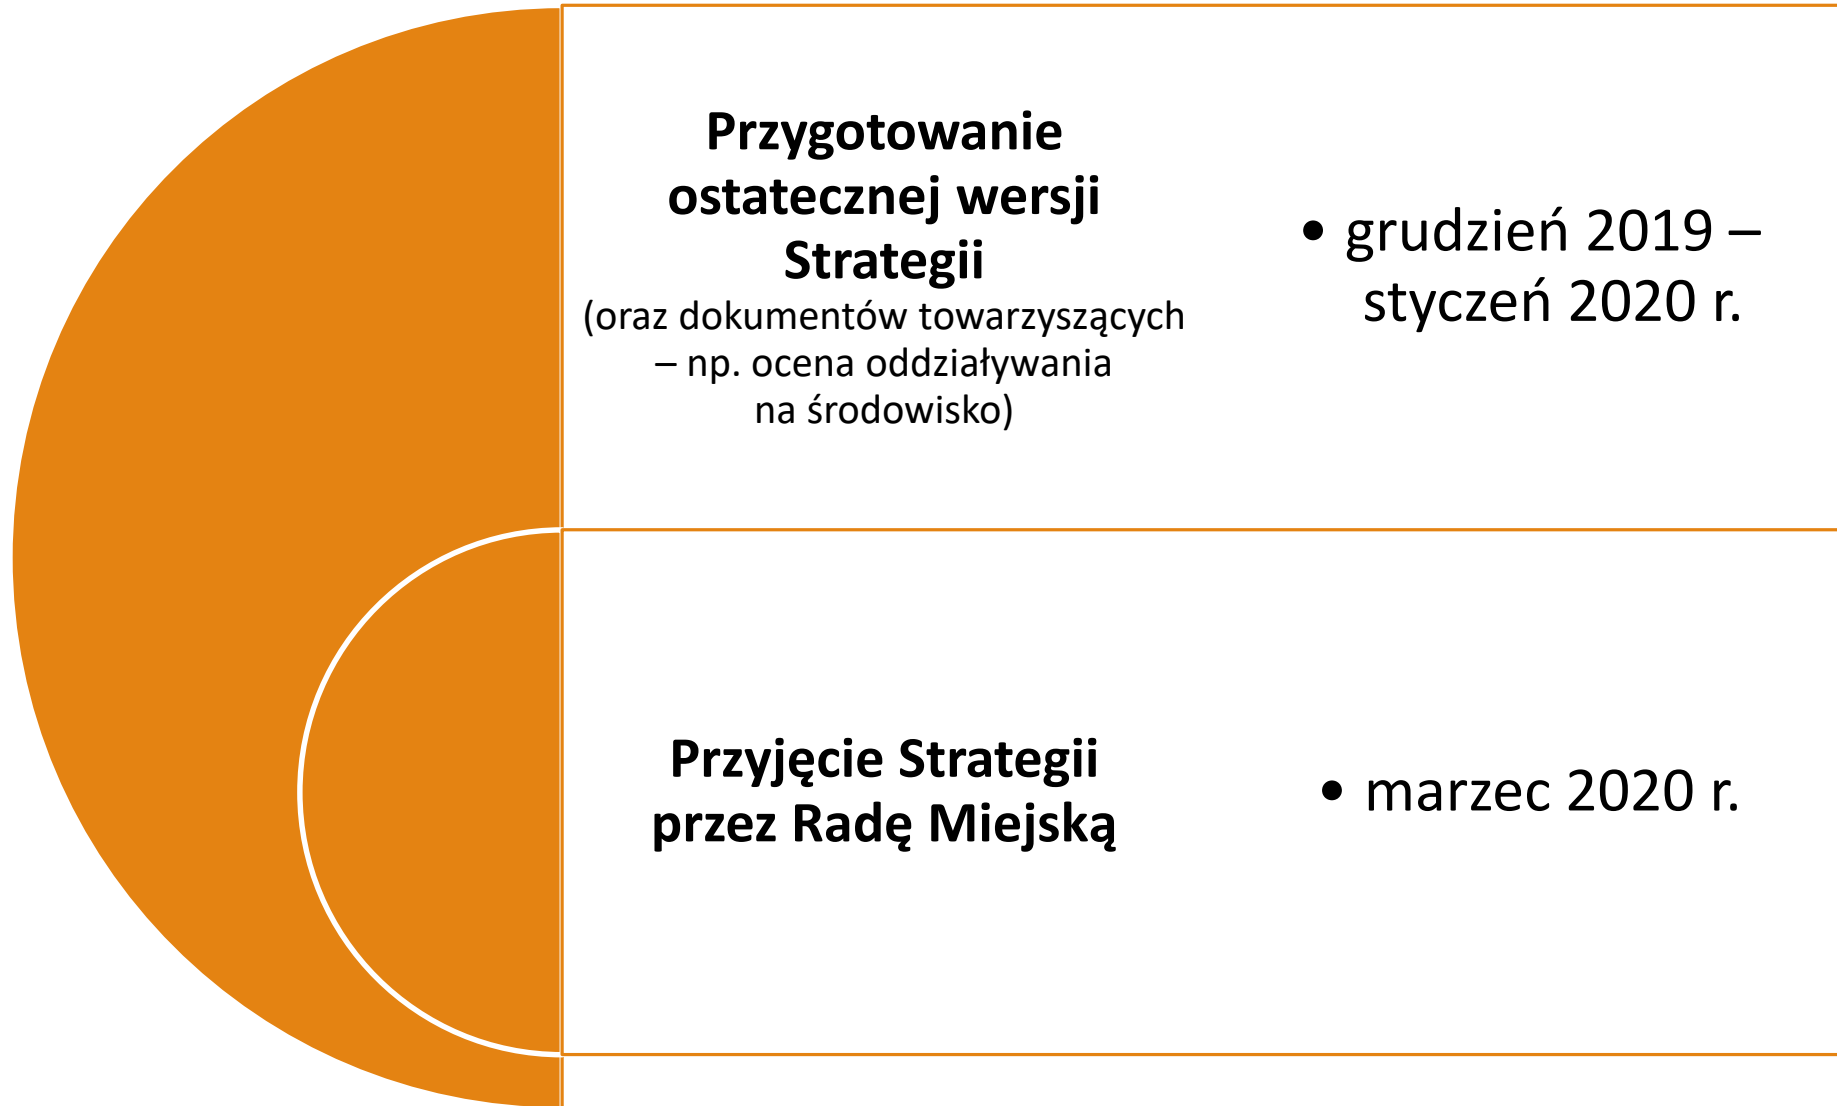 Przygotowanie
ostatecznej wersji
Strategii
(oraz dokumentów towarzyszących
– np. ocena oddziaływania
na środowisko)
• grudzień 2019 –
styczeń 2020 r.
Przyjęcie Strategii
przez Radę Miejską
• marzec 2020 r.